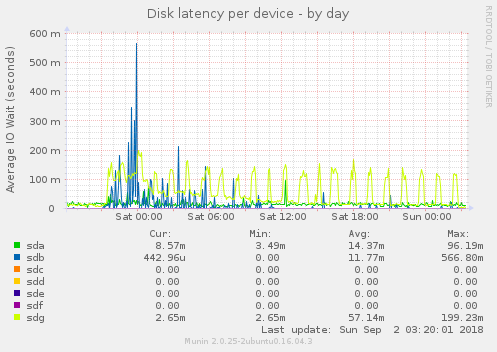 Disk latency per device - by day
RRDTOOL / TOBI OETIKER
Average IO Wait (seconds)
600 m
500 m
400 m
300 m
200 m
100 m
0
Sat 00:00 Sat 06:00 Sat 12:00 Sat 18:00 Sun 00:00
Cur: Min: Avg: Max:
sda 8.57m 3.49m 14.37m 96.19m
sdb 442.96u 0.00 11.77m 566.80m
sdc 0.00 0.00 0.00 0.00
sdd 0.00 0.00 0.00 0.00
sde 0.00 0.00 0.00 0.00
sdf 0.00 0.00 0.00 0.00
sdg 2.65m 2.65m 57.14m 199.23m
Last update: Sun Sep 2 03:20:01 2018
Munin 2.0.25-2ubuntu0.16.04.3